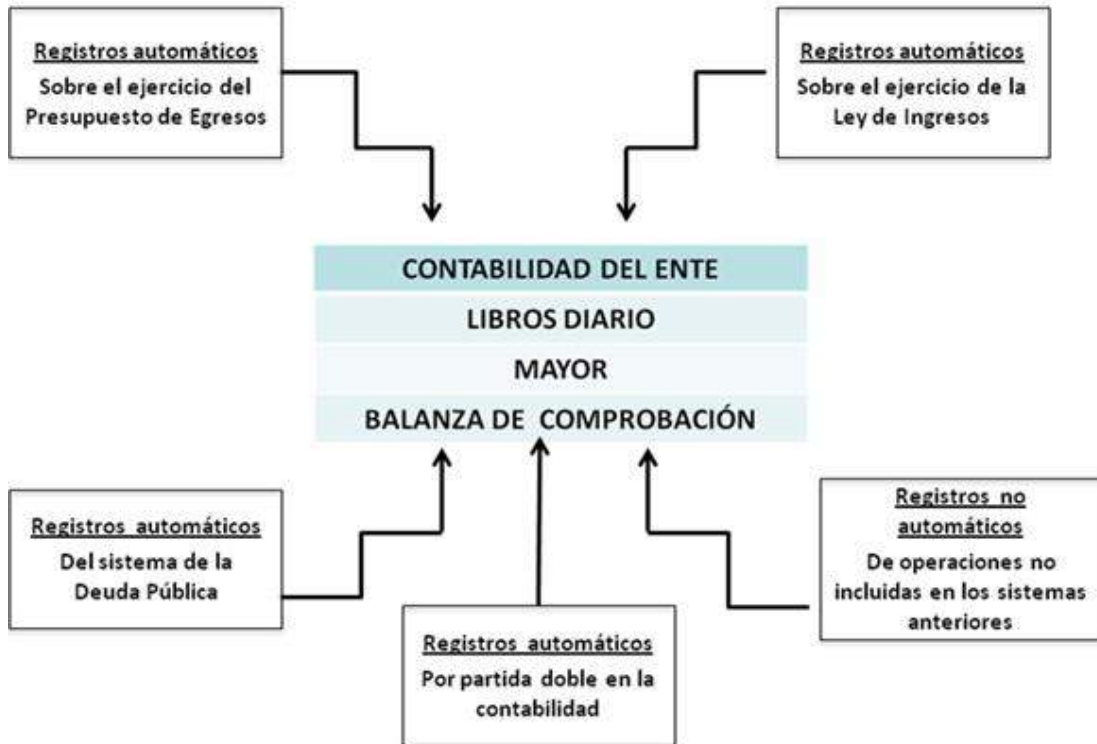 Registros automáticos
Sobre el ejercicio del
Presupuesto de Egresos
Registros automáticos
Sobre el ejercicio de la
Ley de Ingresos
CONTABILIDAD DEL ENTE
LIBROS DIARIO
MAYOR
BALANZA DE COMPROBACIÓN
Registros automáticos
Del sistema de la
Deuda Pública
Registros automáticos
Por partida doble en la
contabilidad
Registros no
automáticos
De operaciones no
incluidas en los sistemas
anteriores